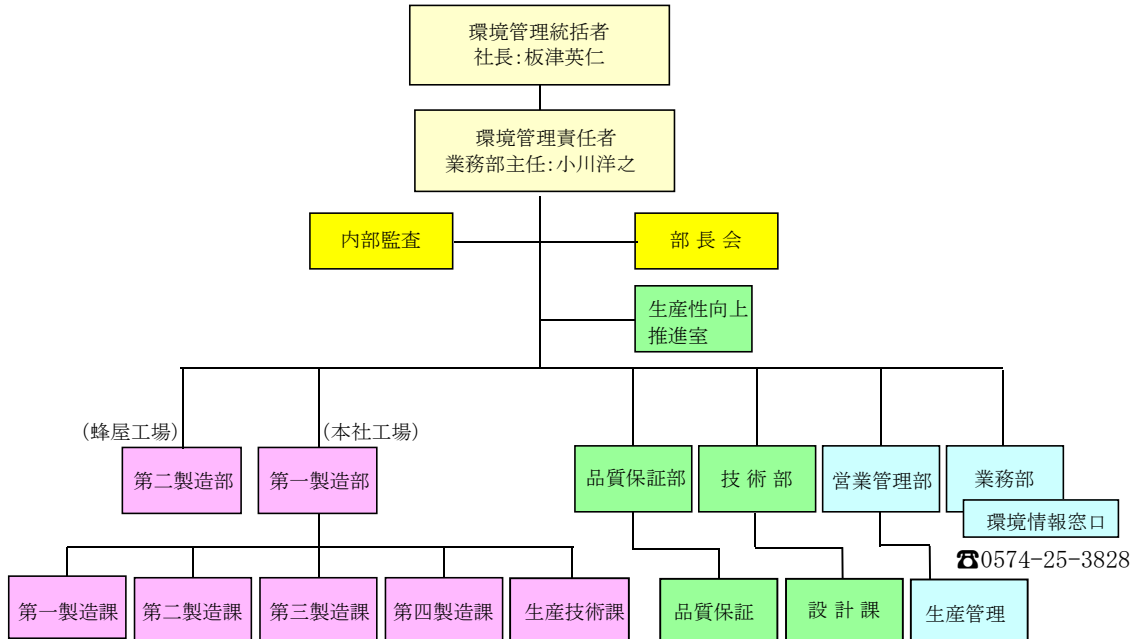 環境管理統括者
社長：板津英仁
環境管理責任者
業務部主任：小川洋之
内部監査
部 長 会
生産性向上
推進室
(蜂屋工場)
(本社工場)
第二製造部
第一製造部
品質保証部
技 術 部
営業管理部
業務部
環境情報窓口
☎0574-25-3828
第一製造課
第二製造課
第三製造課
第四製造課
生産技術課
品質保証
設 計 課
生産管理